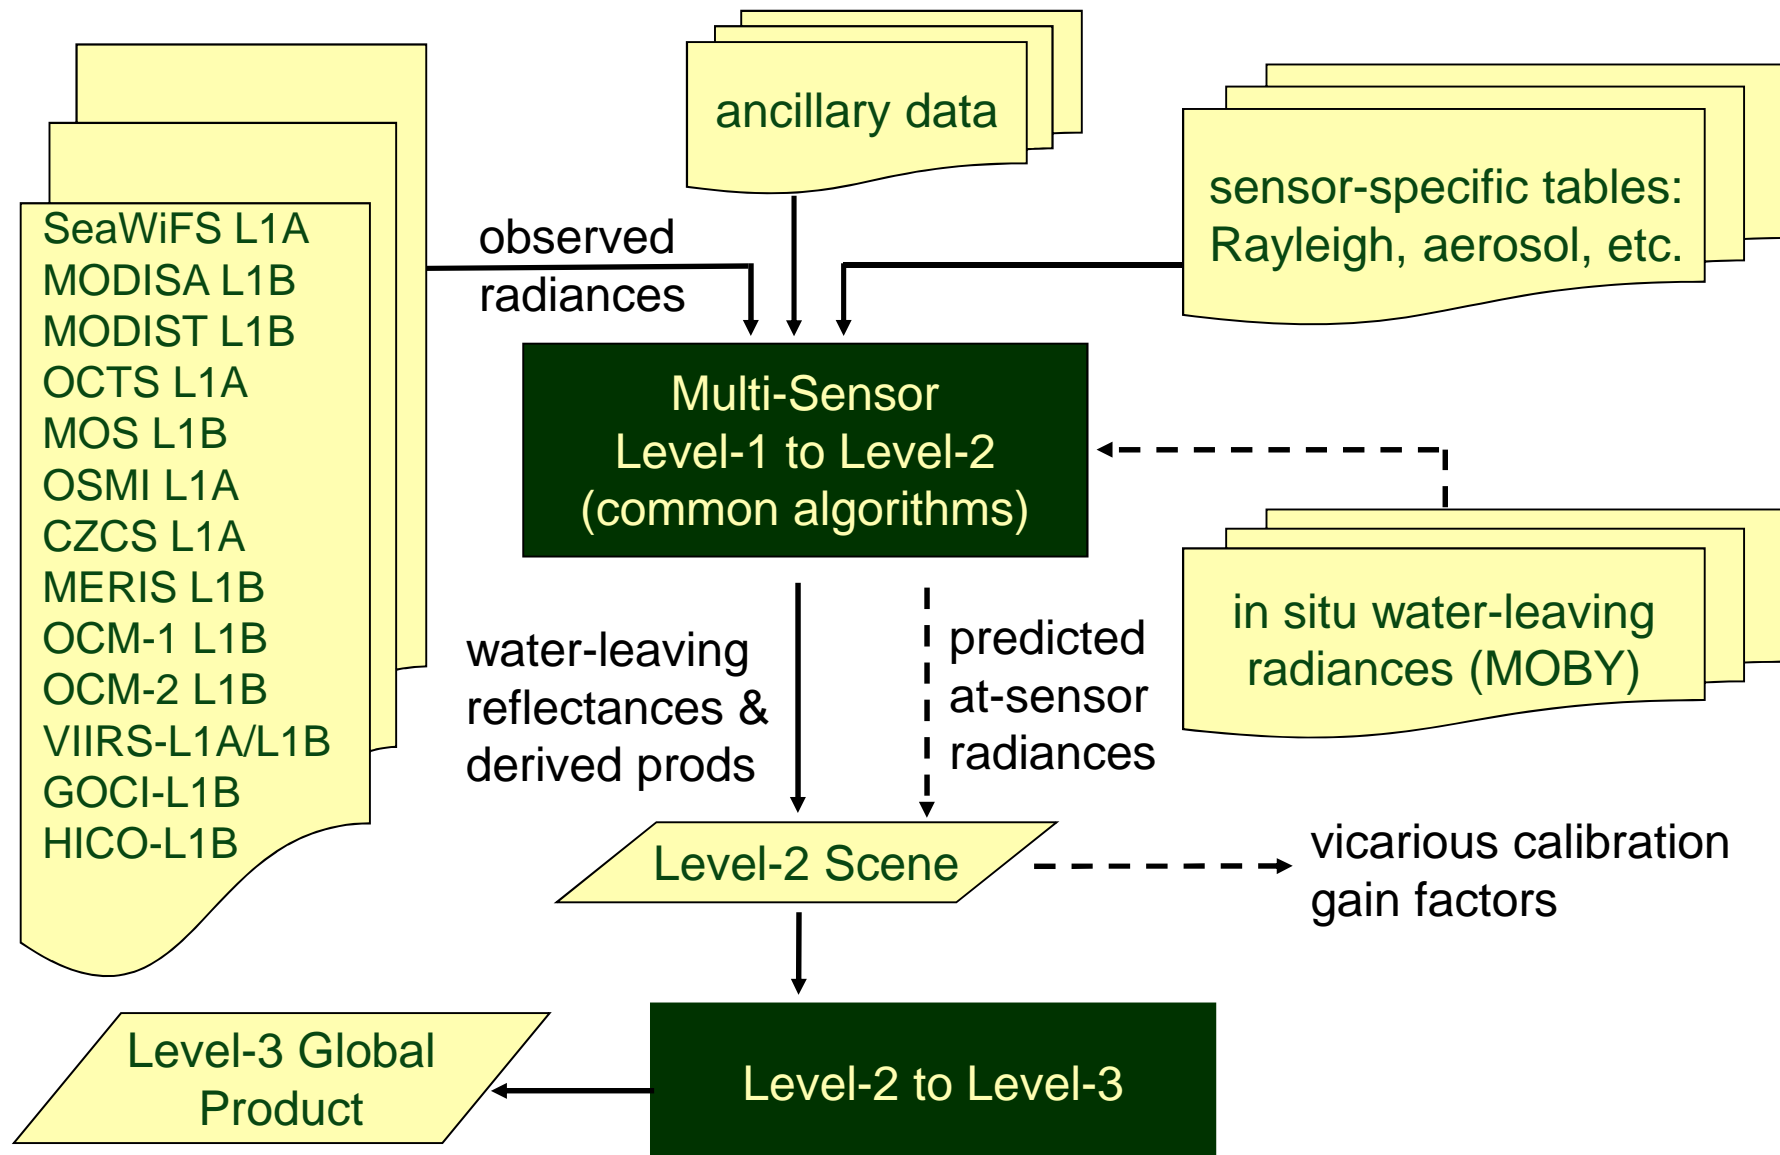 ancillary data
sensor-specific tables:
Rayleigh, aerosol, etc.
SeaWiFS L1A
MODISA L1B
MODIST L1B
OCTS L1A
MOS L1B
OSMI L1A
CZCS L1A
MERIS L1B
OCM-1 L1B
OCM-2 L1B
VIIRS-L1A/L1B
GOCI-L1B
HICO-L1B
observed
radiances
Multi-Sensor
Level-1 to Level-2
(common algorithms)
in situ water-leaving
radiances (MOBY)
water-leaving
reflectances &
derived prods
predicted
at-sensor
radiances
Level-2 Scene
vicarious calibration
gain factors
Level-3 Global
Product
Level-2 to Level-3